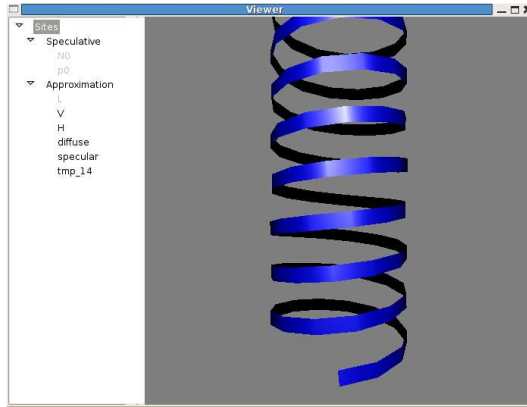 Viewer
Sites
Speculative
N0
p0
Approximation
L
V
H
diffuse
specular
tmp_14